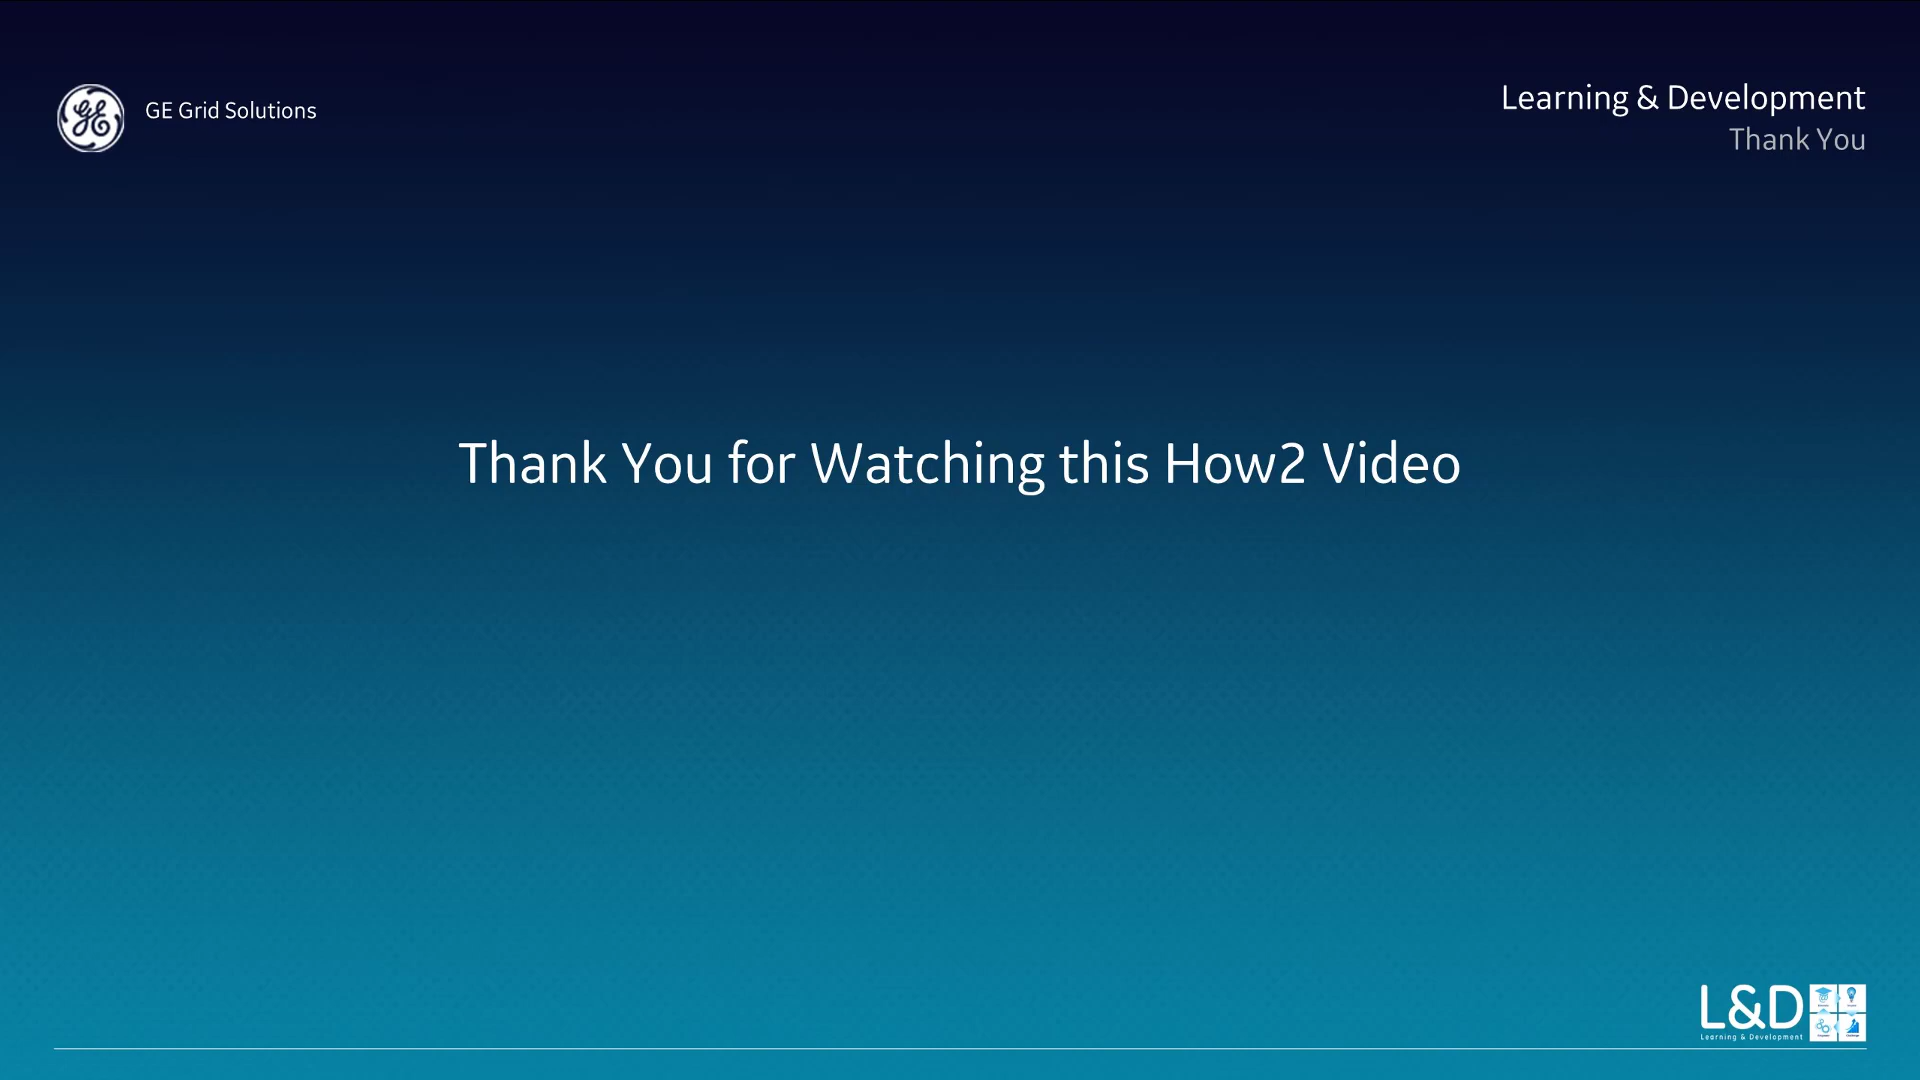 GE Grid Solutions
Learning & Development
Thank You
Thank You for Watching this How2 Video
L&D
Learning & Development